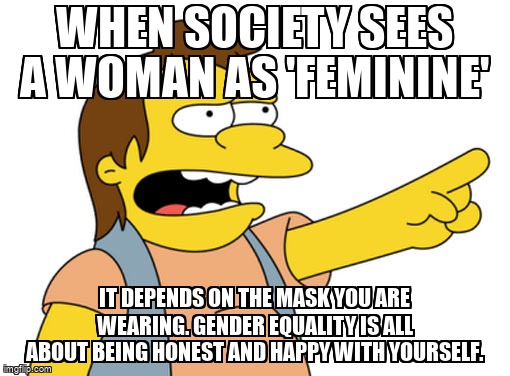 WHEN SOCIETY SEES
A WOMAN AS 'FEMININE'
IT DEPENDS ON THE MASK YOU ARE
WEARING. GENDER EQUALITY IS ALL
ABOUT BEING HONEST AND HAPPY WITH YOURSELF.
imgflip.com